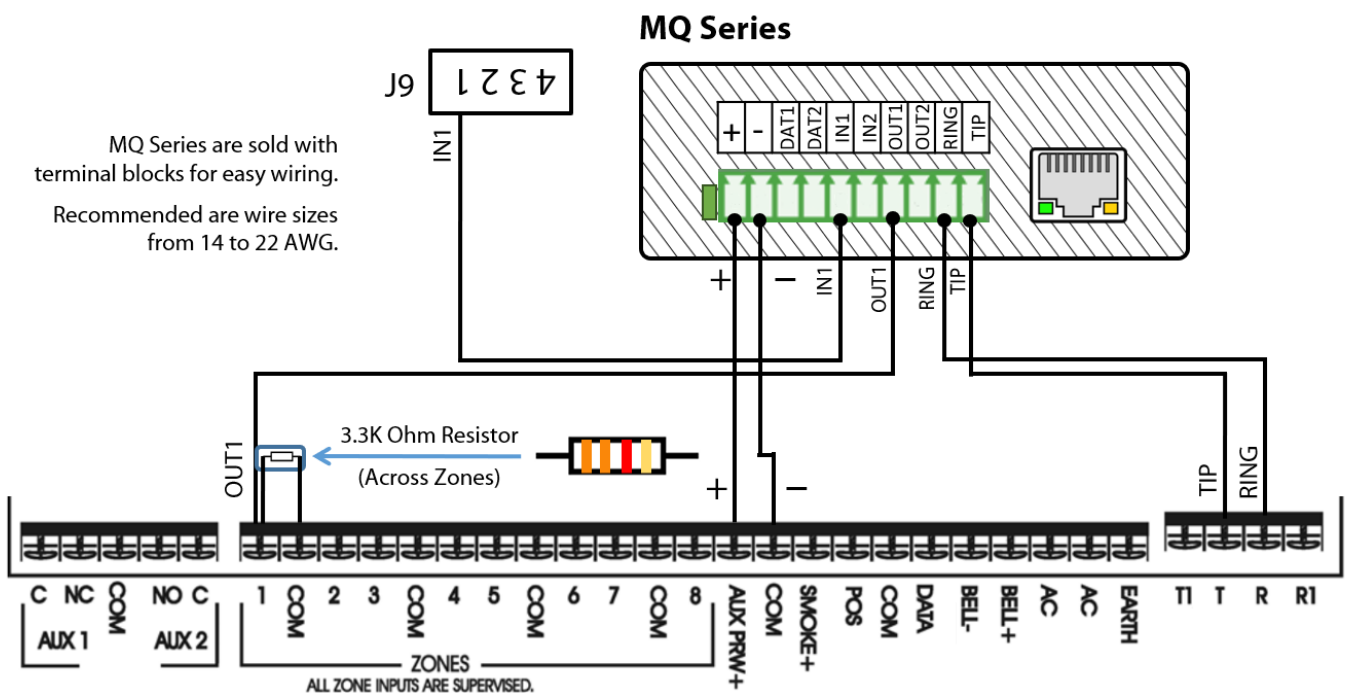 MQ Series
J6
1 2 3 4
IN1
MQ Series are sold with
terminal blocks for easy wiring.
Recommended are wire sizes
from 14 to 22 AWG.
+ - DAT1 DAT2 IN1 IN2 OUT1 OUT2 RING TIP
+ − IN1 OUT1 RING TIP
OUT1
3.3K Ohm Resistor
(Across Zones)
+ −
TIP RING
C NC COM NO C
AUX 1 AUX 2
1 COM 2 3 COM 4 5 COM 6 7 COM 8 AUX PRW+ COM SMOKE+ POS COM DATA BELL- BELL+ AC AC EARTH
T1 T R R1
ZONES
ALL ZONE INPUTS ARE SUPERVISED.